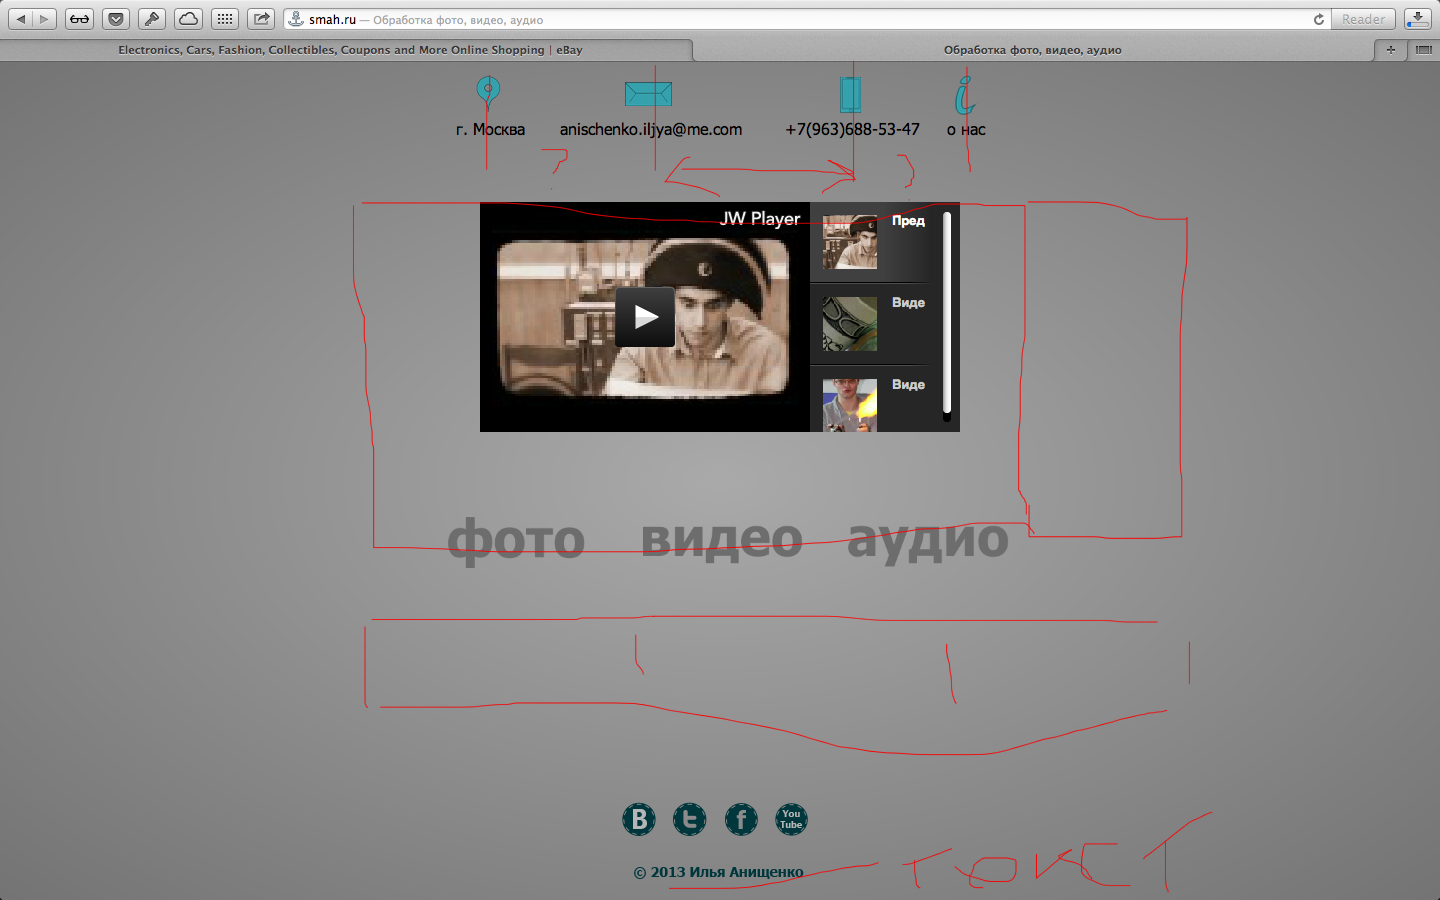 smah.ru — Обработка фото, видео, аудио
Reader
Electronics, Cars, Fashion, Collectibles, Coupons and More Online Shopping | eBay
Обработка фото, видео, аудио
г. Москва
anischenko.iljya@me.com
+7(963)688-53-47
о нас
? ?
JW Player
Пред
Виде
Виде
фото видео аудио
B t f You Tube
© 2013 Илья Анищенко
текст